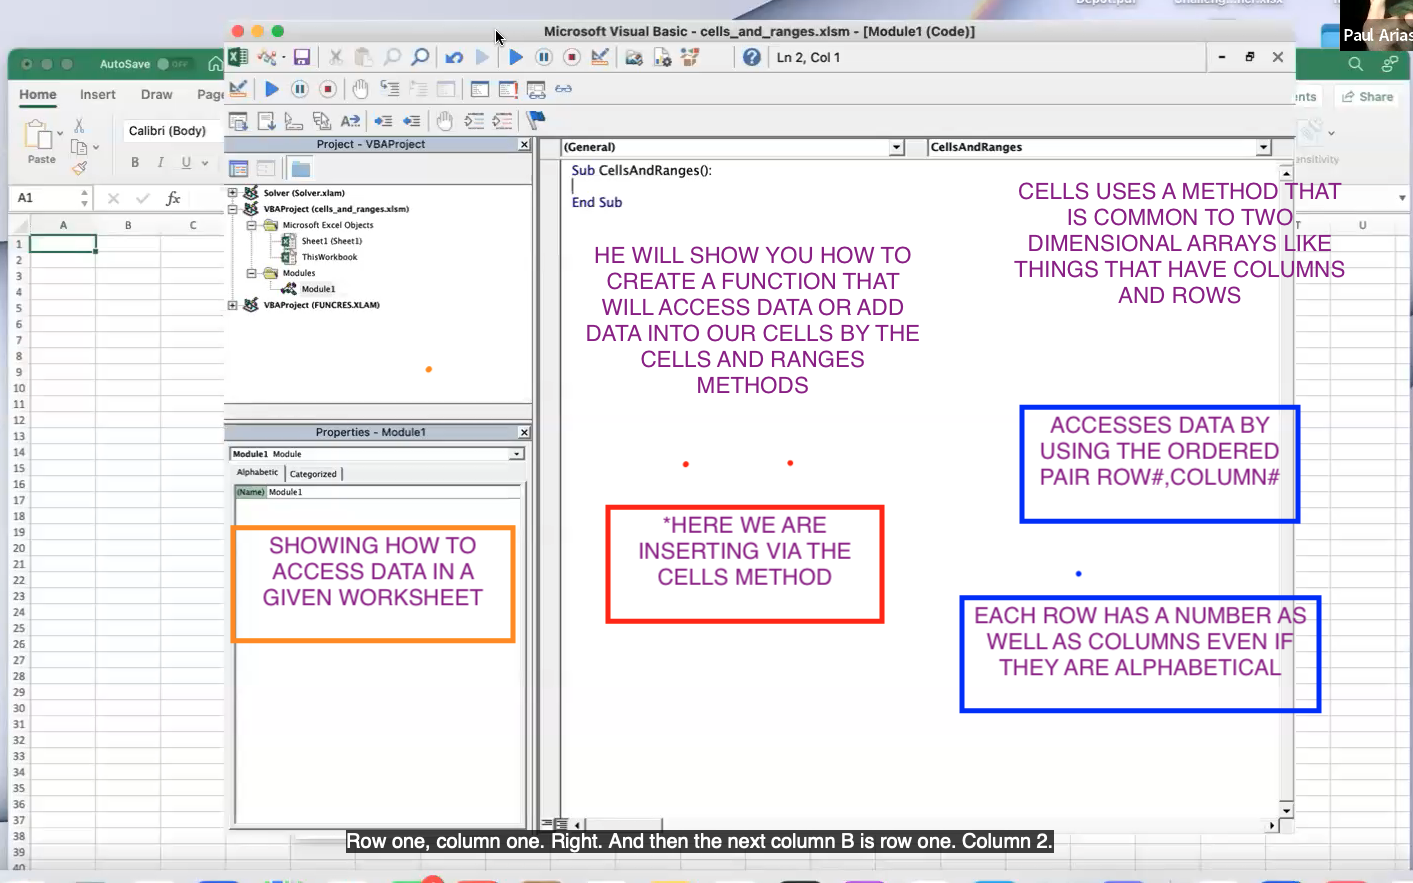 Microsoft Visual Basic - cells_and_ranges.xlsm - [Module1 (Code)]
Paul Arias
AutoSave OFF
Ln 2, Col 1
Home Insert Draw
Share
Calibri (Body)
Paste
B I U
A1
fx
A B C
U
Project - VBAProject
Solver (Solver.xlam)
VBAProject (cells_and_ranges.xlsm)
Microsoft Excel Objects
Sheet1 (Sheet1)
ThisWorkbook
Modules
Module1
VBAProject (FUNCRES.XLAM)
Properties - Module1
Module1 Module
Alphabetic Categorized
(Name) Module1
(General) CellsAndRanges
Sub CellsAndRanges():
End Sub
HE WILL SHOW YOU HOW TO
CREATE A FUNCTION THAT
WILL ACCESS DATA OR ADD
DATA INTO OUR CELLS BY THE
CELLS AND RANGES
METHODS
CELLS USES A METHOD THAT
IS COMMON TO TWO
DIMENSIONAL ARRAYS LIKE
THINGS THAT HAVE COLUMNS
AND ROWS
ACCESSES DATA BY
USING THE ORDERED
PAIR ROW#,COLUMN#
*HERE WE ARE
INSERTING VIA THE
CELLS METHOD
SHOWING HOW TO
ACCESS DATA IN A
GIVEN WORKSHEET
EACH ROW HAS A NUMBER AS
WELL AS COLUMNS EVEN IF
THEY ARE ALPHABETICAL
1
2
3
4
5
6
7
8
9
10
11
12
13
14
15
16
17
18
19
20
21
22
23
24
25
26
27
28
29
30
31
32
33
34
35
36
37
38
39
40
Row one, column one. Right. And then the next column B is row one. Column 2.